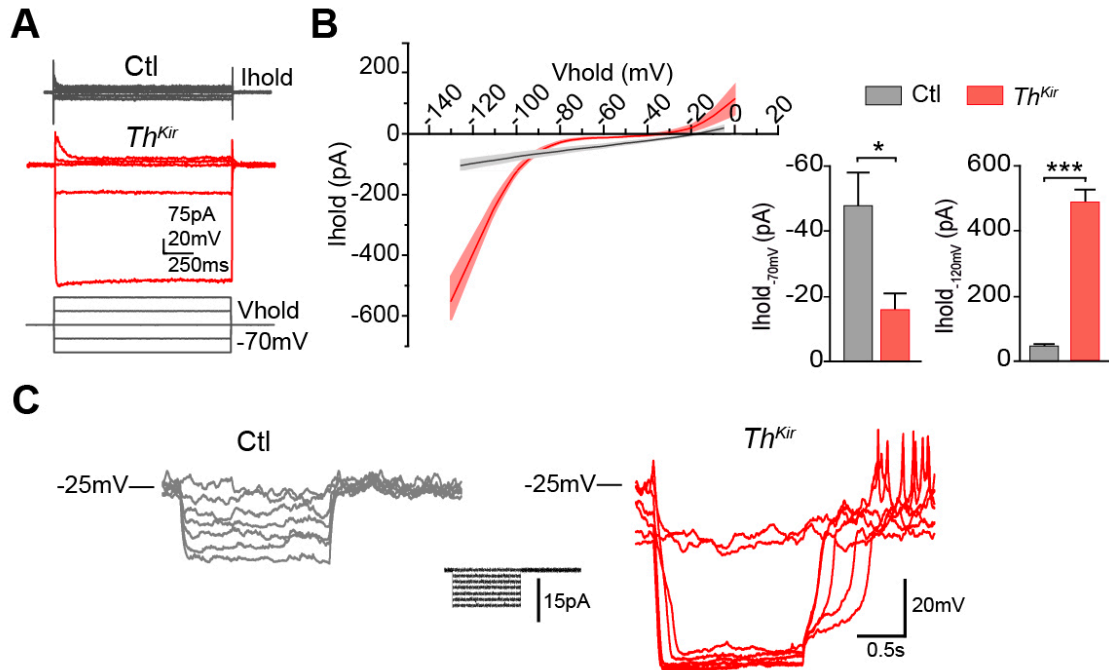 A
Ctl
Ihold
Th^Kir
75pA
20mV
250ms
Vhold
-70mV
B
200
0
-200
-400
-600
Ihold (pA)
Vhold (mV)
-140
-120
-100
-80
-60
-40
-20
0
20
Ctl
Th^Kir
-60
-40
-20
0
Ihold_-70mV (pA)
*
600
400
200
0
Ihold_-120mV (pA)
***
C
Ctl
-25mV
15pA
Th^Kir
-25mV
20mV
0.5s